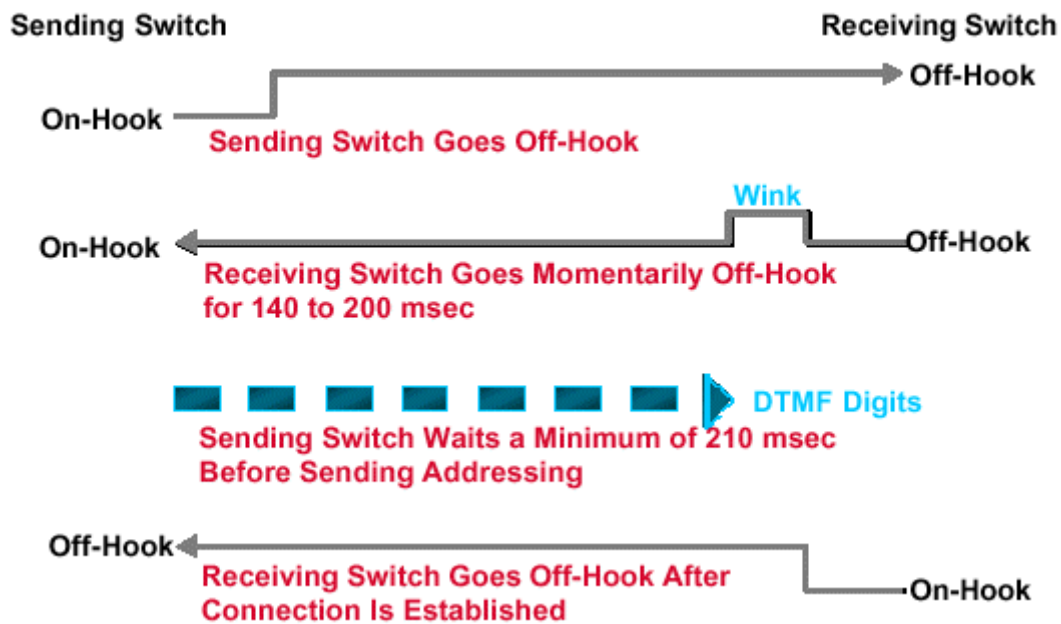 Sending Switch
Receiving Switch
Off-Hook
On-Hook
Sending Switch Goes Off-Hook
Wink
On-Hook
Off-Hook
Receiving Switch Goes Momentarily Off-Hook
for 140 to 200 msec
DTMF Digits
Sending Switch Waits a Minimum of 210 msec
Before Sending Addressing
Off-Hook
Receiving Switch Goes Off-Hook After
Connection Is Established
On-Hook